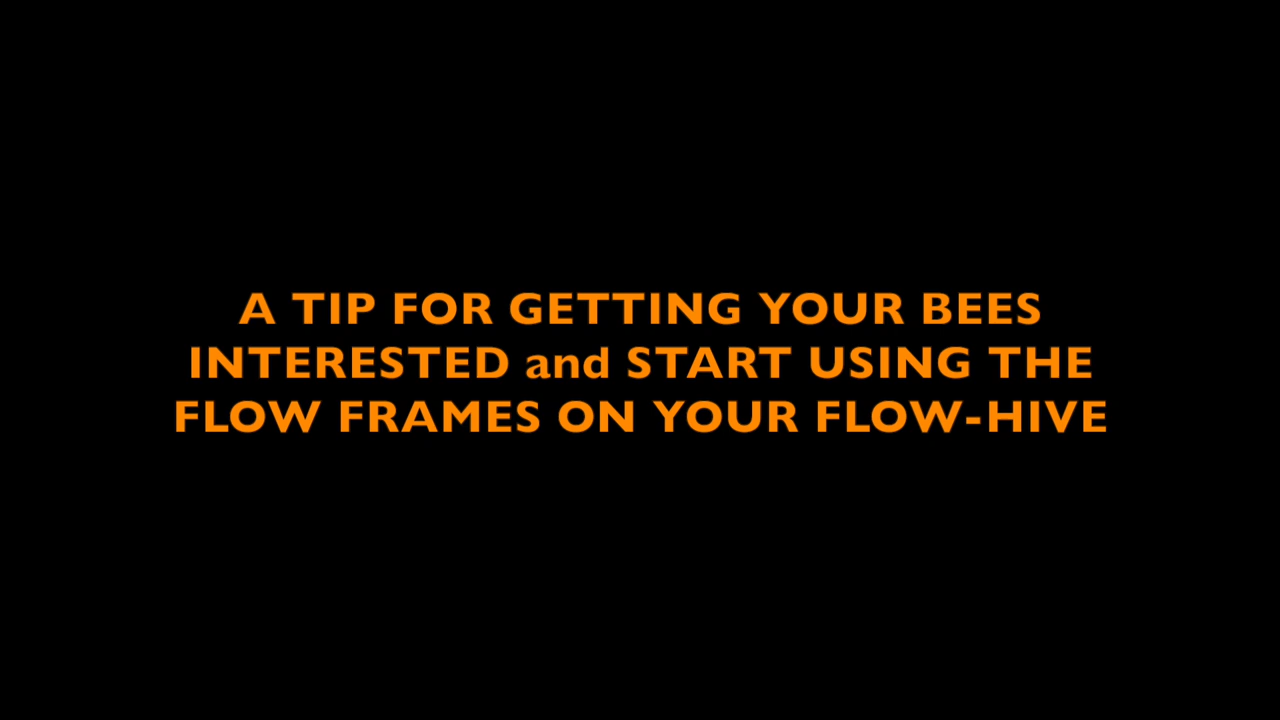 A TIP FOR GETTING YOUR BEES
INTERESTED and START USING THE
FLOW FRAMES ON YOUR FLOW-HIVE